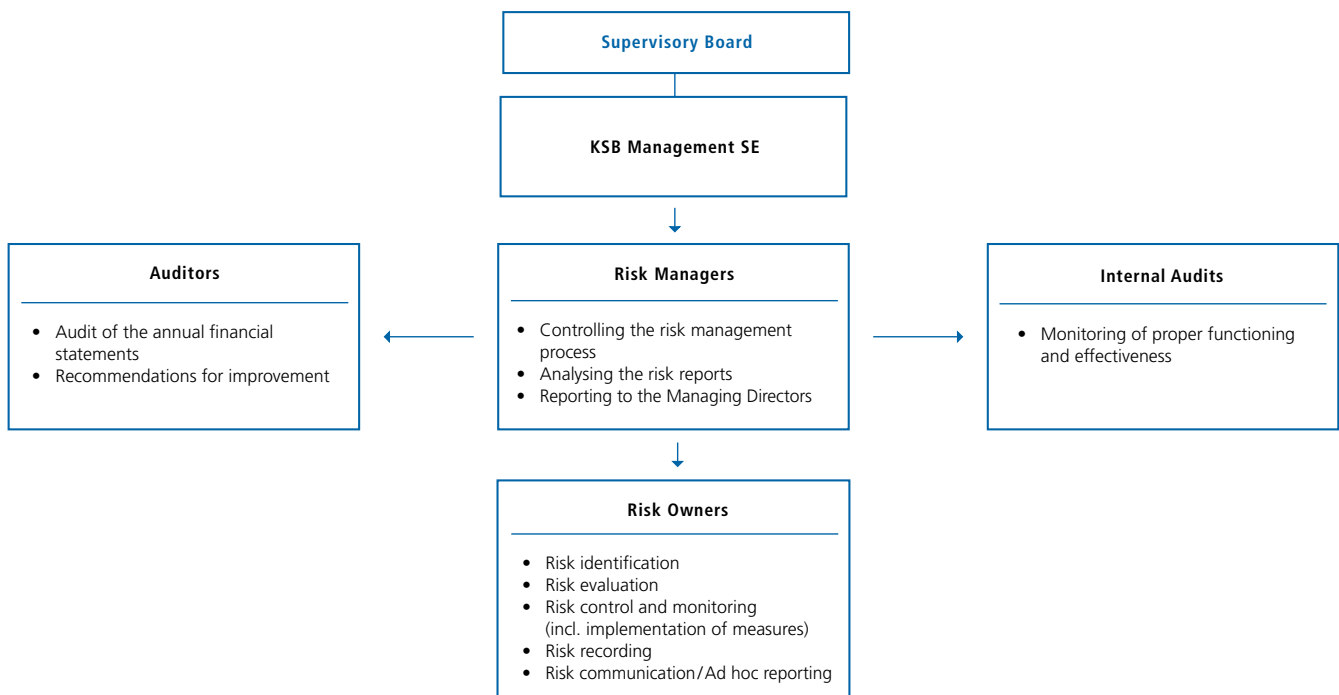 Supervisory Board
KSB Management SE
Auditors
• Audit of the annual financial
statements
• Recommendations for improvement
Risk Managers
• Controlling the risk management
process
• Analysing the risk reports
• Reporting to the Managing Directors
Internal Audits
• Monitoring of proper functioning
and effectiveness
Risk Owners
• Risk identification
• Risk evaluation
• Risk control and monitoring
(incl. implementation of measures)
• Risk recording
• Risk communication/Ad hoc reporting